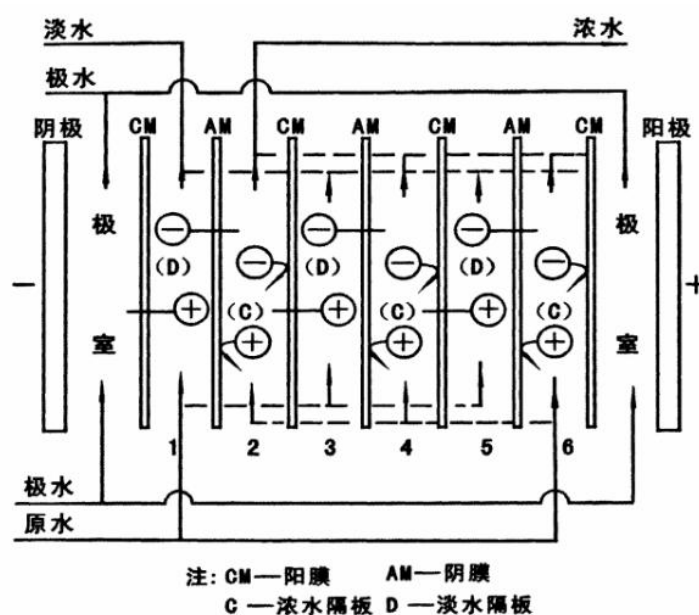 淡水 浓水
极水
阴极 CM AM CM AM CM AM CM 阳极
极 极
− + − + − +
(D) (D) (D)
− − −
− +
+ + +
(C) (C) (C)
室 + + + 室
1 2 3 4 5 6
极水
原水
注: CM—阳膜 AM—阴膜
C—浓水隔板 D—淡水隔板